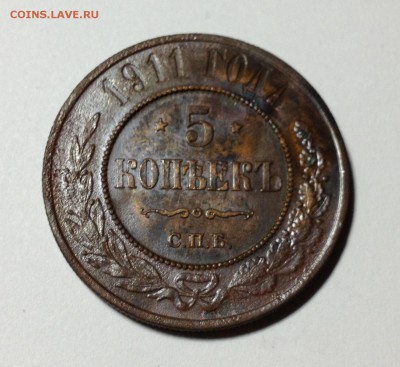 COINS.LAVE.RU
1911 ГОДА
5
КОПѢЕКЪ
С.П.Б.